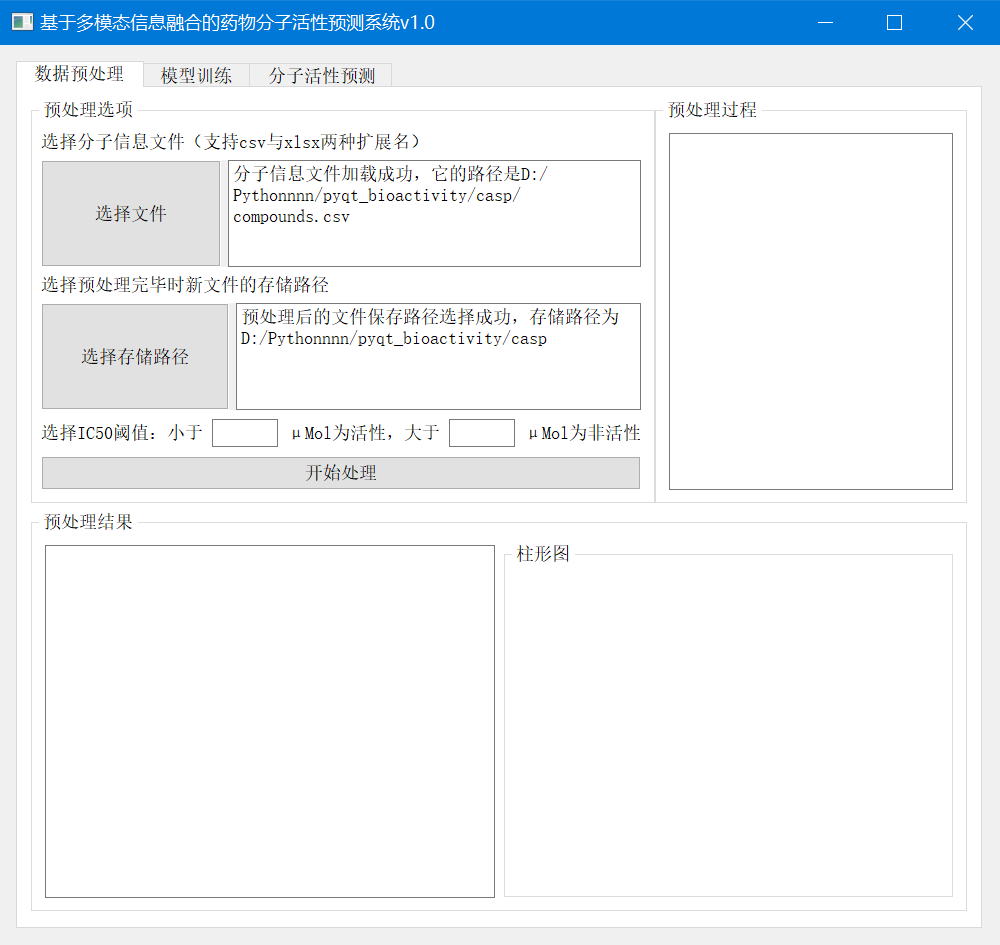 基于多模态信息融合的药物分子活性预测系统v1.0
数据预处理
模型训练
分子活性预测
预处理选项
选择分子信息文件（支持csv与xlsx两种扩展名）
选择文件
分子信息文件加载成功，它的路径是D:/
Pythonnnn/pyqt_bioactivity/casp/
compounds.csv
选择预处理完毕时新文件的存储路径
选择存储路径
预处理后的文件保存路径选择成功，存储路径为
D:/Pythonnnn/pyqt_bioactivity/casp
选择IC50阈值：小于 μMol为活性，大于 μMol为非活性
开始处理
预处理过程
预处理结果
柱形图